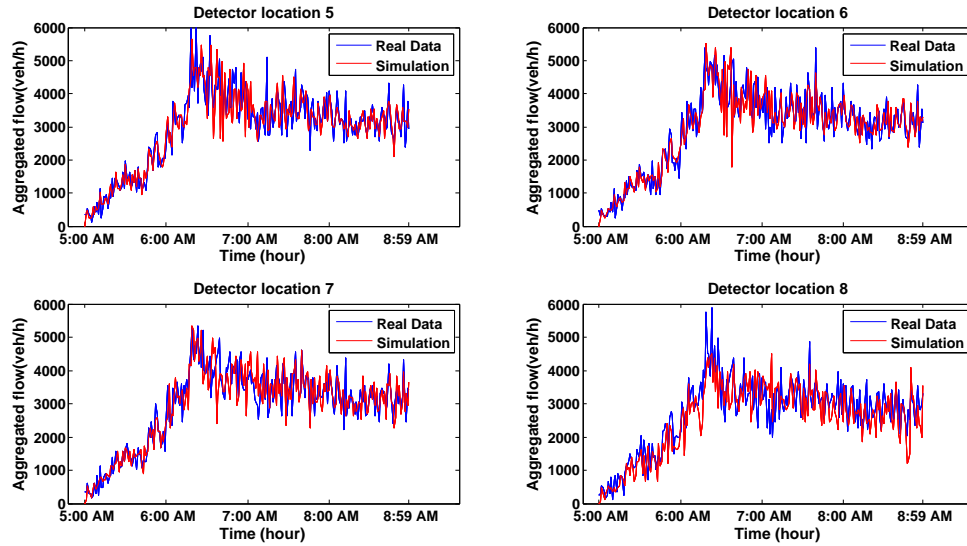 Detector location 5
Aggregated flow(veh/h)
6000
5000
4000
3000
2000
1000
0
Real Data
Simulation
5:00 AM 6:00 AM 7:00 AM 8:00 AM 8:59 AM
Time (hour)
Detector location 6
Aggregated flow(veh/h)
6000
5000
4000
3000
2000
1000
0
Real Data
Simulation
5:00 AM 6:00 AM 7:00 AM 8:00 AM 8:59 AM
Time (hour)
Detector location 7
Aggregated flow(veh/h)
6000
5000
4000
3000
2000
1000
0
Real Data
Simulation
5:00 AM 6:00 AM 7:00 AM 8:00 AM 8:59 AM
Time (hour)
Detector location 8
Aggregated flow(veh/h)
6000
5000
4000
3000
2000
1000
0
Real Data
Simulation
5:00 AM 6:00 AM 7:00 AM 8:00 AM 8:59 AM
Time (hour)